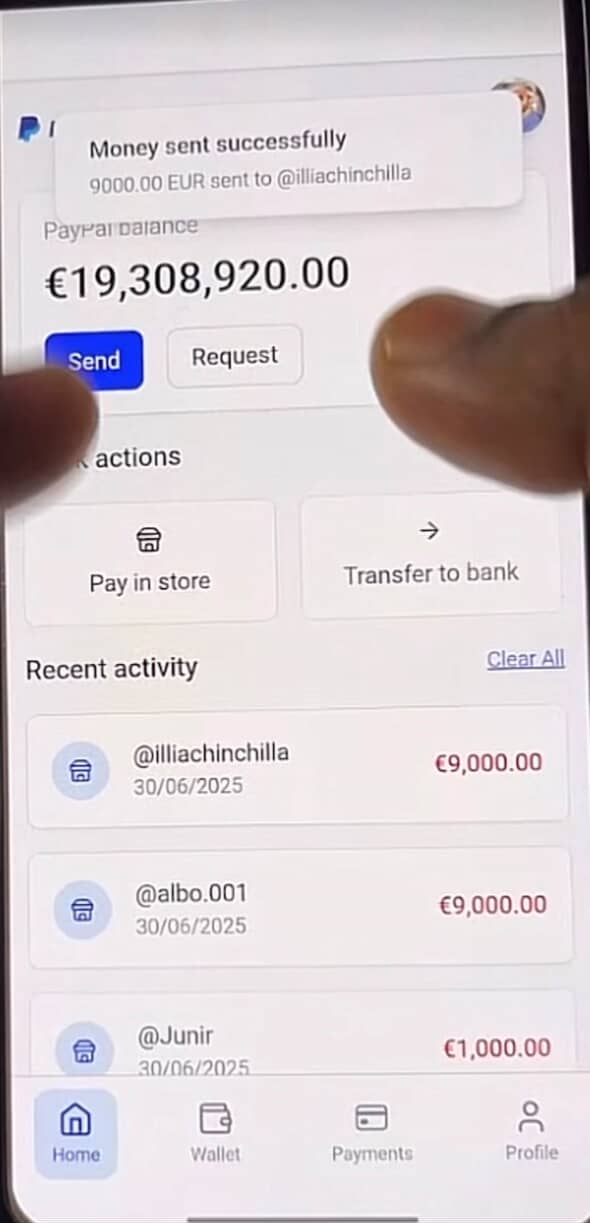 Money sent successfully
9000.00 EUR sent to @illiachinchilla
PayPal balance
€19,308,920.00
Send
Request
actions
Pay in store
Transfer to bank
Recent activity
Clear All
@illiachinchilla
€9,000.00
30/06/2025
@albo.001
€9,000.00
30/06/2025
@Junir
€1,000.00
30/06/2025
Home
Wallet
Payments
Profile